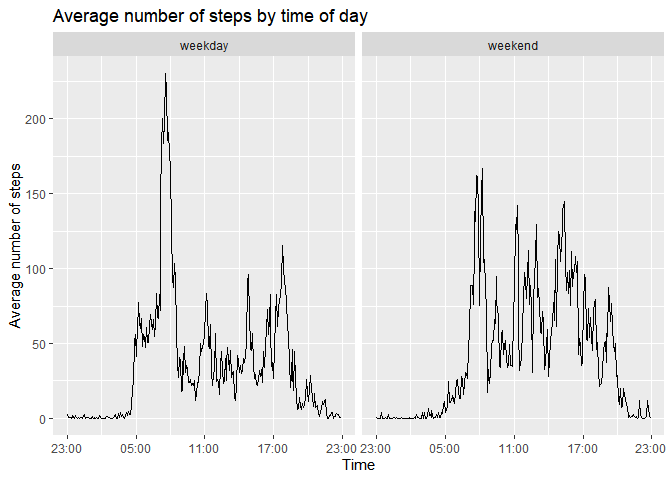 Average number of steps by time of day
weekday
weekend
Average number of steps
200
150
100
50
0
23:00 05:00 11:00 17:00 23:00
23:00 05:00 11:00 17:00 23:00
Time